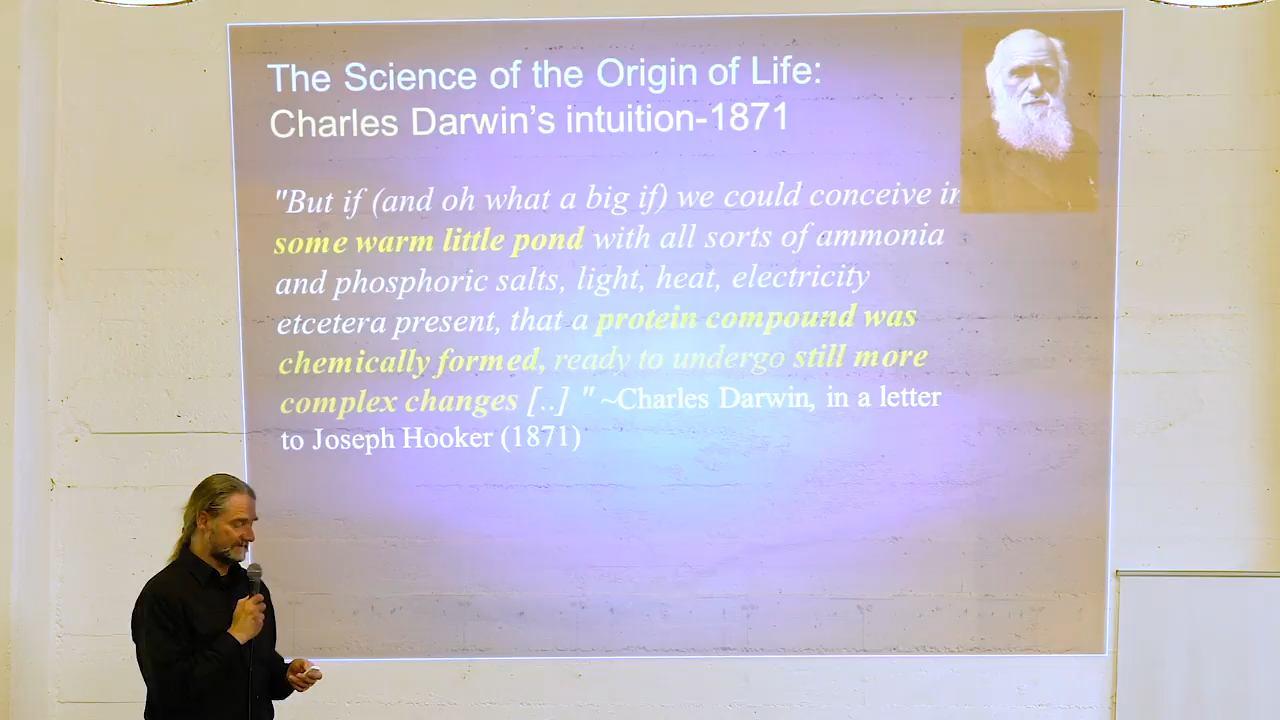 The Science of the Origin of Life:
Charles Darwin's intuition-1871
"But if (and oh what a big if) we could conceive in
some warm little pond with all sorts of ammonia
and phosphoric salts, light, heat, electricity
etcetera present, that a protein compound was
chemically formed, ready to undergo still more
complex changes [..] " ~Charles Darwin, in a letter
to Joseph Hooker (1871)